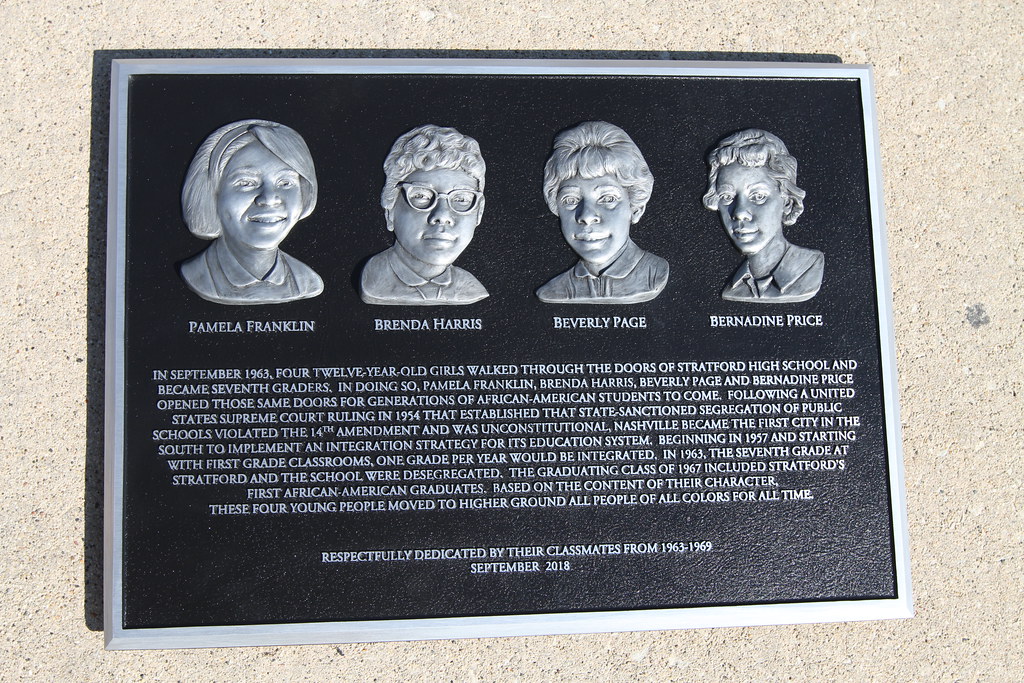 PAMELA FRANKLIN BRENDA HARRIS BEVERLY PAGE BERNADINE PRICE
IN SEPTEMBER 1963, FOUR TWELVE-YEAR-OLD GIRLS WALKED THROUGH THE DOORS OF STRATFORD HIGH SCHOOL AND
BECAME SEVENTH GRADERS. IN DOING SO, PAMELA FRANKLIN, BRENDA HARRIS, BEVERLY PAGE AND BERNADINE PRICE
OPENED THOSE SAME DOORS FOR GENERATIONS OF AFRICAN-AMERICAN STUDENTS TO COME. FOLLOWING A UNITED
STATES SUPREME COURT RULING IN 1954 THAT ESTABLISHED THAT STATE-SANCTIONED SEGREGATION OF PUBLIC
SCHOOLS VIOLATED THE 14TH AMENDMENT AND WAS UNCONSTITUTIONAL, NASHVILLE BECAME THE FIRST CITY IN THE
SOUTH TO IMPLEMENT AN INTEGRATION STRATEGY FOR ITS EDUCATION SYSTEM. BEGINNING IN 1957 AND STARTING
WITH FIRST GRADE CLASSROOMS, ONE GRADE PER YEAR WOULD BE INTEGRATED. IN 1963, THE SEVENTH GRADE AT
STRATFORD AND THE SCHOOL WERE DESEGREGATED. THE GRADUATING CLASS OF 1967 INCLUDED STRATFORD'S
FIRST AFRICAN-AMERICAN GRADUATES. BASED ON THE CONTENT OF THEIR CHARACTER,
THESE FOUR YOUNG PEOPLE MOVED TO HIGHER GROUND ALL PEOPLE OF ALL COLORS FOR ALL TIME.
RESPECTFULLY DEDICATED BY THEIR CLASSMATES FROM 1963-1969
SEPTEMBER 2018